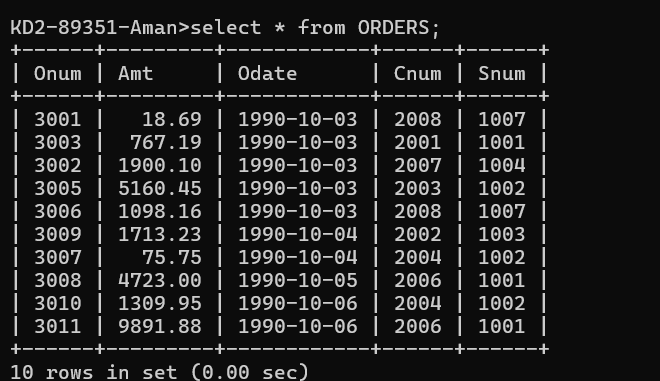 KD2-89351-Aman>select * from ORDERS;
+------+---------+------------+------+------+
| Onum | Amt     | Odate      | Cnum | Snum |
+------+---------+------------+------+------+
| 3001 |   18.69 | 1990-10-03 | 2008 | 1007 |
| 3003 |  767.19 | 1990-10-03 | 2001 | 1001 |
| 3002 | 1900.10 | 1990-10-03 | 2007 | 1004 |
| 3005 | 5160.45 | 1990-10-03 | 2003 | 1002 |
| 3006 | 1098.16 | 1990-10-03 | 2008 | 1007 |
| 3009 | 1713.23 | 1990-10-04 | 2002 | 1003 |
| 3007 |   75.75 | 1990-10-04 | 2004 | 1002 |
| 3008 | 4723.00 | 1990-10-05 | 2006 | 1001 |
| 3010 | 1309.95 | 1990-10-06 | 2004 | 1002 |
| 3011 | 9891.88 | 1990-10-06 | 2006 | 1001 |
+------+---------+------------+------+------+
10 rows in set (0.00 sec)